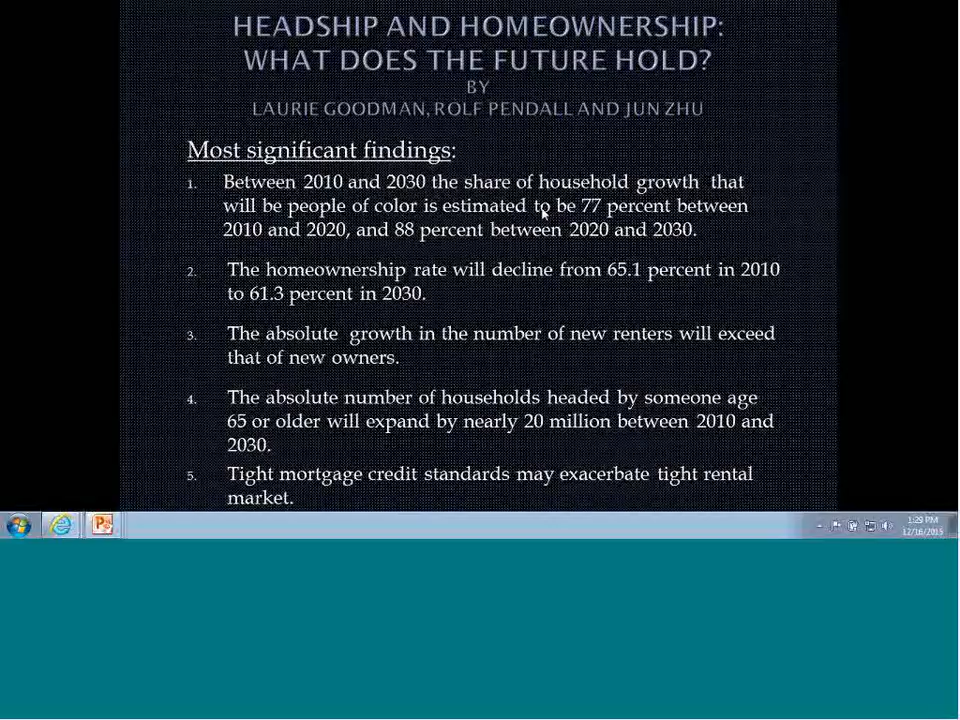 HEADSHIP AND HOMEOWNERSHIP:
WHAT DOES THE FUTURE HOLD?
BY
LAURIE GOODMAN, ROLF PENDALL AND JUN ZHU
Most significant findings:
1. Between 2010 and 2030 the share of household growth that
will be people of color is estimated to be 77 percent between
2010 and 2020, and 88 percent between 2020 and 2030.
2. The homeownership rate will decline from 65.1 percent in 2010
to 61.3 percent in 2030.
3. The absolute growth in the number of new renters will exceed
that of new owners.
4. The absolute number of households headed by someone age
65 or older will expand by nearly 20 million between 2010 and
2030.
5. Tight mortgage credit standards may exacerbate tight rental
market.
1:29 PM
12/16/2015